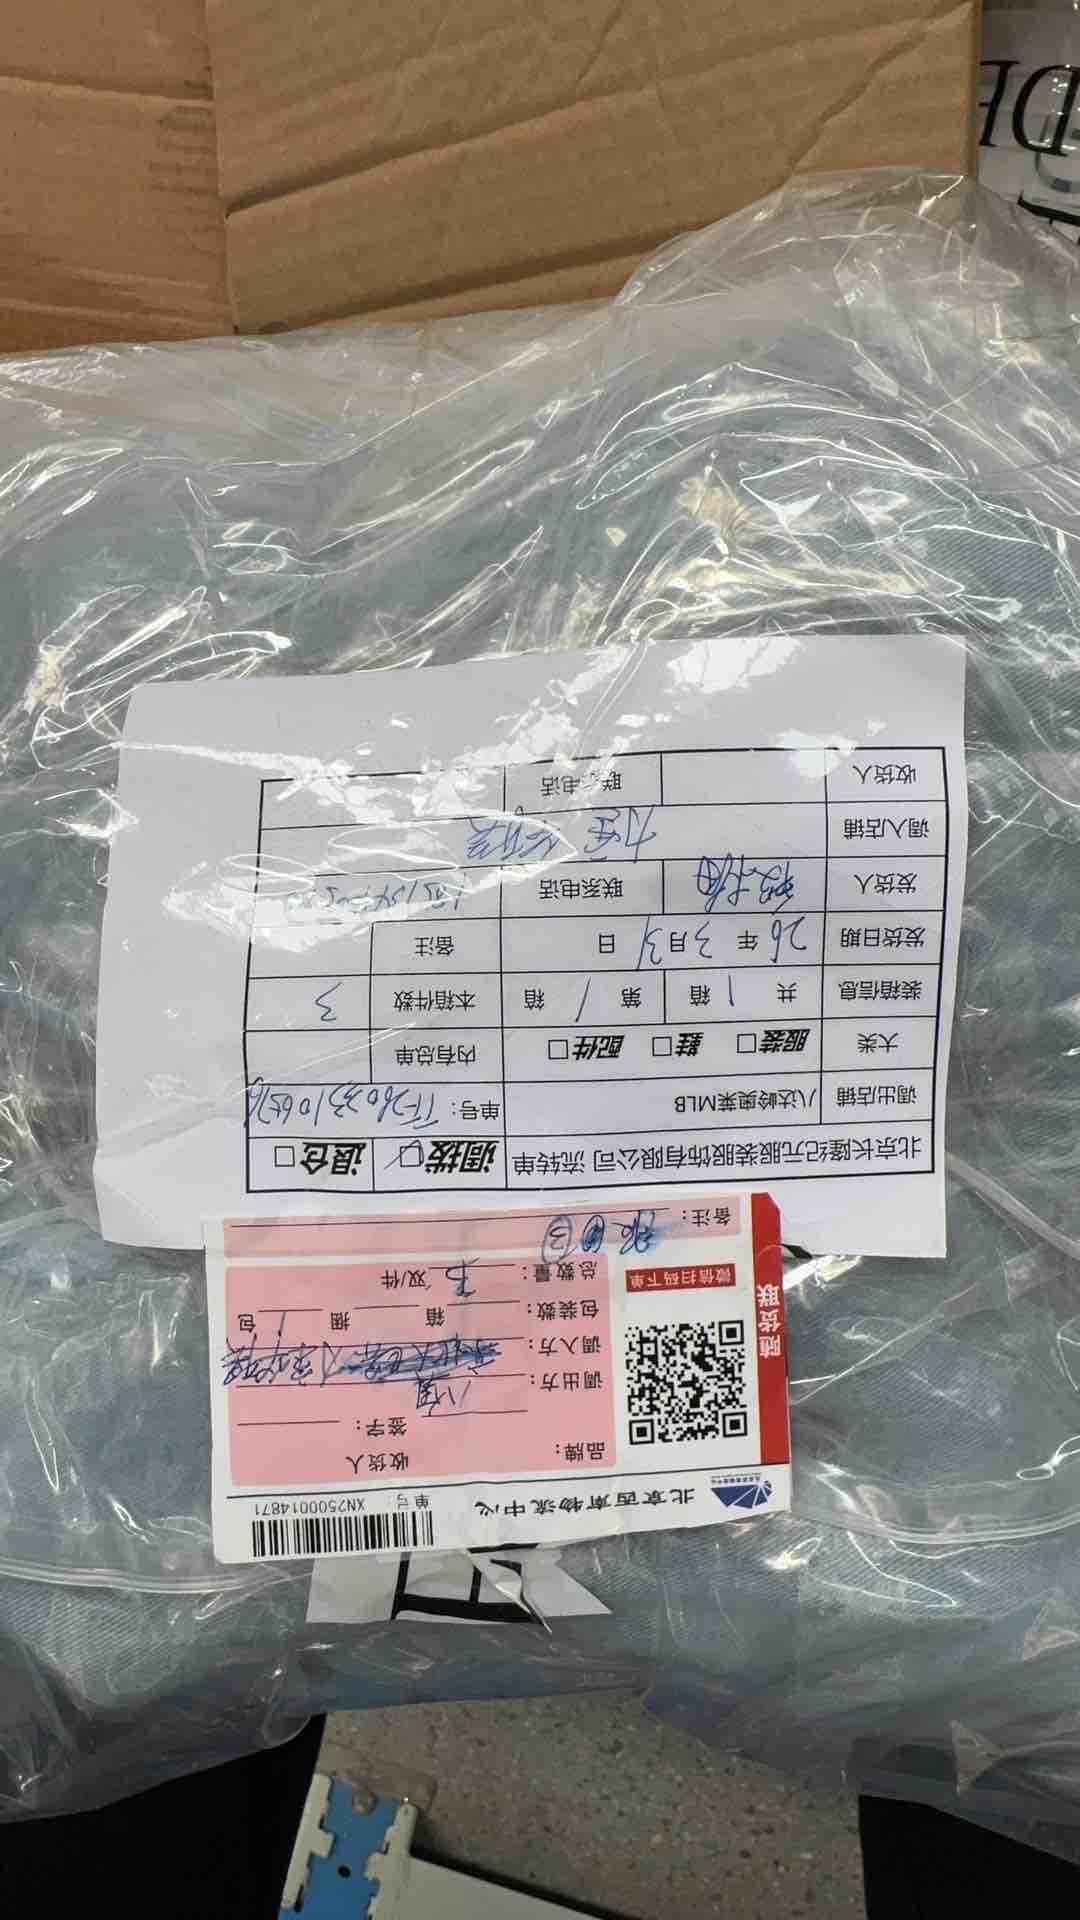 北京西南物流中心
单号 XN2500014871
随货联
品牌:
收货人
签字:
调出方: 八奥
调入方:
包装数: 箱 捆 1 包
总数量: 3 双/件
微信扫码下单
备注: ③
北京长隆纪元服装服饰有限公司 流转单 调拨☑ 退仓□
调出店铺 八达岭奥莱MLB 单号:
大类 服装□ 鞋□ 配件□ 内有总单
装箱信息 共 1 箱 第 1 箱 本箱件数 3
发货日期 26 年 3 月 31 日 备注
发货人 联系电话
调入店铺
收货人 联系电话